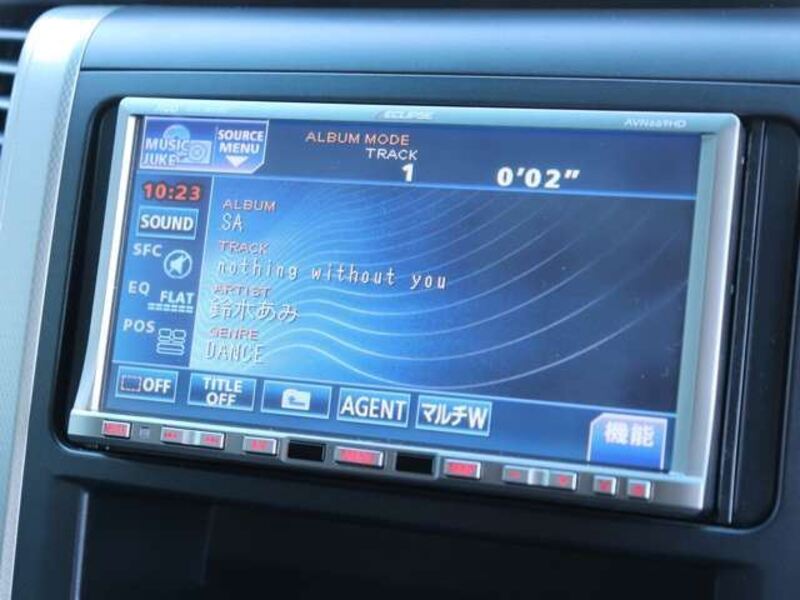 ECLIPSE
AVN669HD
MUSIC JUKE
SOURCE MENU
ALBUM MODE
TRACK
1
0'02"
10:23
SOUND
SFC
EQ FLAT
POS
ALBUM
SA
TRACK
nothing without you
ARTIST
鈴木あみ
GENRE
DANCE
OFF
TITLE OFF
AGENT
マルチW
機能